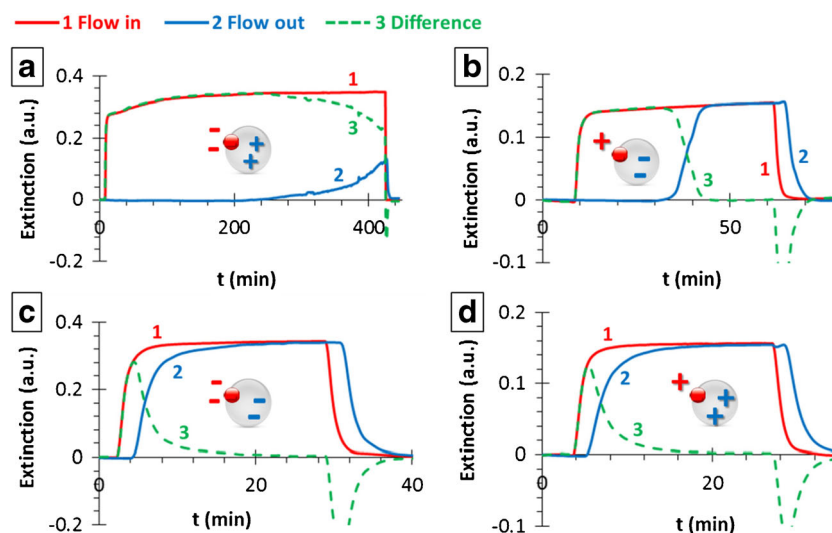 1 Flow in 2 Flow out 3 Difference
a
Extinction (a.u.)
0.4
0.2
0
-0.2
0 200 400
t (min)
1
2
3
b
Extinction (a.u.)
0.2
0.1
0
-0.1
0 50
t (min)
1
2
3
c
Extinction (a.u.)
0.4
0.2
0
-0.2
0 20 40
t (min)
1
2
3
d
Extinction (a.u.)
0.2
0.1
0
-0.1
0 20
t (min)
1
2
3